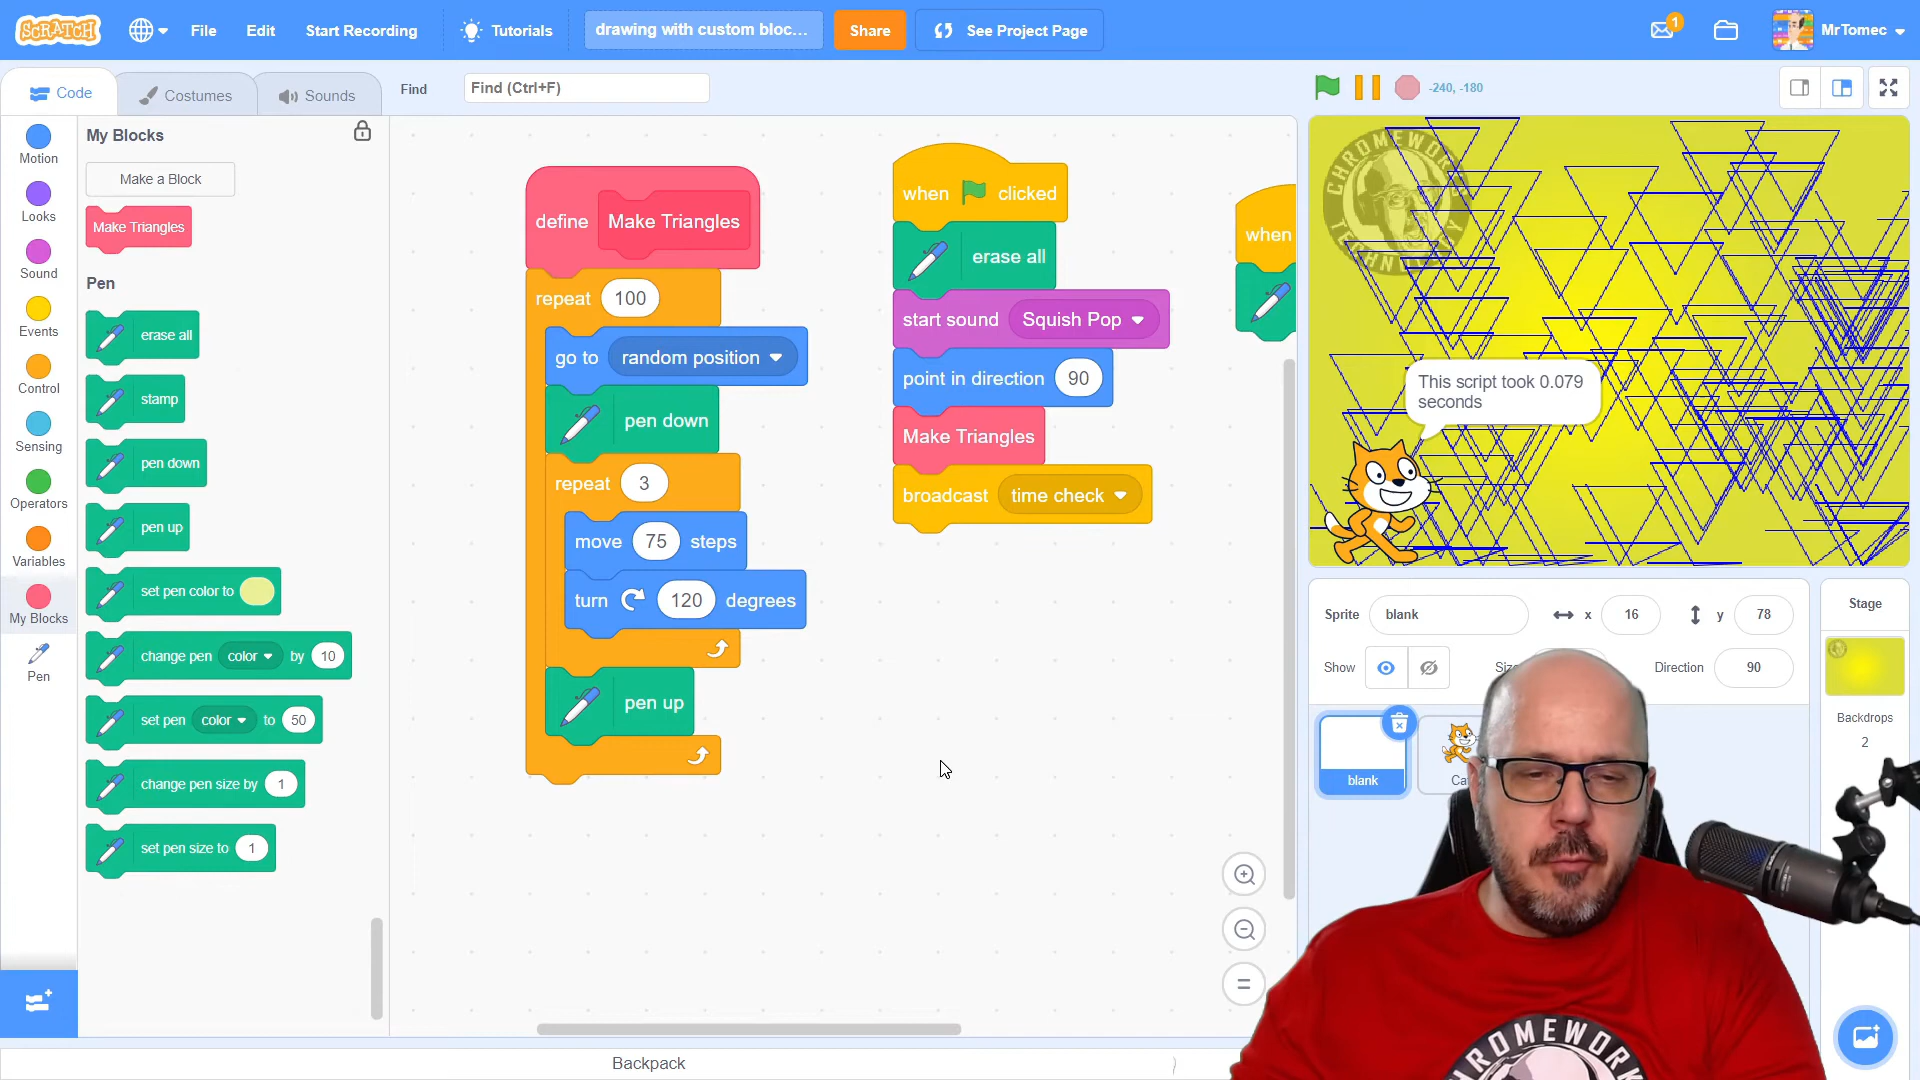 SCRATCH
File
Edit
Start Recording
Tutorials
drawing with custom bloc...
Share
See Project Page
1
MrTomec
Code
Costumes
Sounds
Find
Find (Ctrl+F)
-240, -180
Motion
Looks
Sound
Events
Control
Sensing
Operators
Variables
My Blocks
Pen
My Blocks
Make a Block
Make Triangles
Pen
erase all
stamp
pen down
pen up
set pen color to
change pen color by 10
set pen color to 50
change pen size by 1
set pen size to 1
define Make Triangles
repeat 100
go to random position
pen down
repeat 3
move 75 steps
turn 120 degrees
pen up
when clicked
erase all
start sound Squish Pop
point in direction 90
Make Triangles
broadcast time check
when
This script took 0.079
seconds
Sprite blank x 16 y 78
Show
Direction 90
blank
Stage
Backdrops
2
Backpack
CHROMEWORK